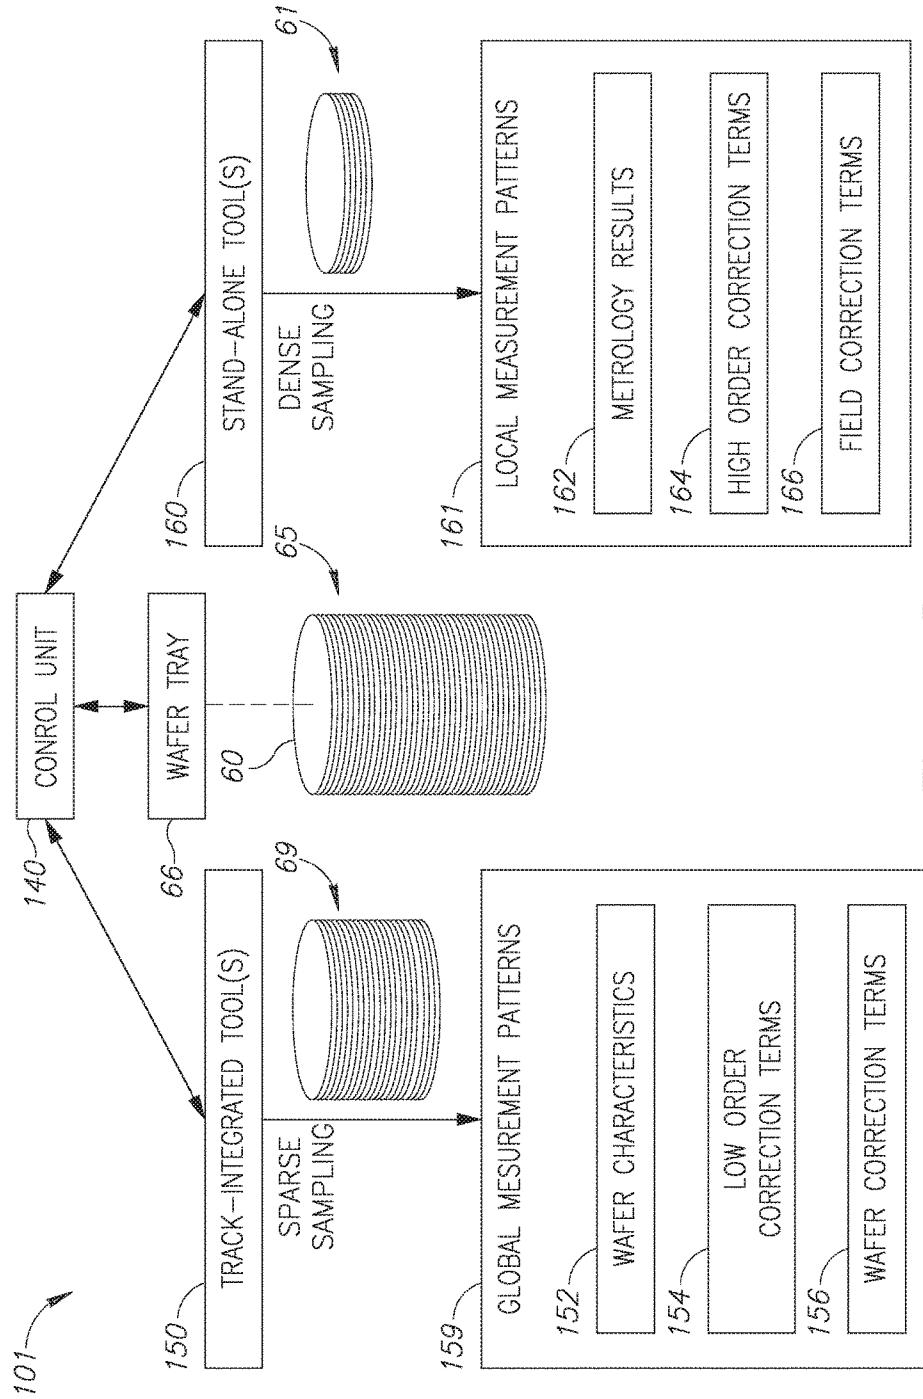 101
140
CONROL UNIT
66
WAFER TRAY
60
65
150
TRACK-INTEGRATED TOOL(S)
SPARSE
SAMPLING
69
159
GLOBAL MESUREMENT PATTERNS
152
WAFER CHARACTERISTICS
154
LOW ORDER
CORRECTION TERMS
156
WAFER CORRECTION TERMS
160
STAND-ALONE TOOL(S)
DENSE
SAMPLING
61
161
LOCAL MEASUREMENT PATTERNS
162
METROLOGY RESULTS
164
HIGH ORDER CORRECTION TERMS
166
FIELD CORRECTION TERMS